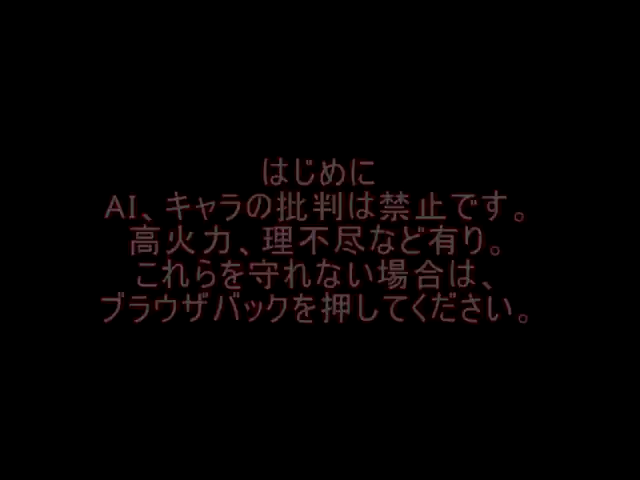 はじめに
AI、キャラの批判は禁止です。
高火力、理不尽など有り。
これらを守れない場合は、
ブラウザバックを押してください。